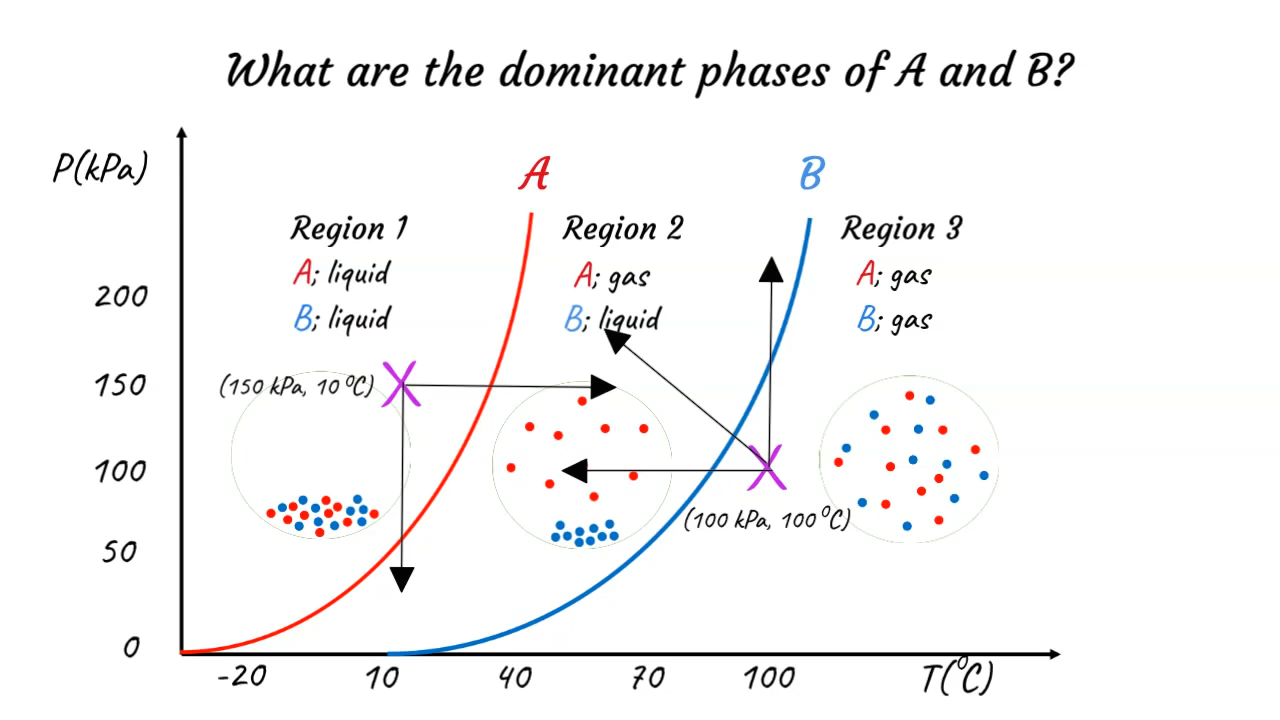 What are the dominant phases of A and B?
P(kPa)
A
B
Region 1
A; liquid
B; liquid
Region 2
A; gas
B; liquid
Region 3
A; gas
B; gas
200
150
100
50
0
(150 kPa, 10 °C)
(100 kPa, 100 °C)
-20
10
40
70
100
T(°C)